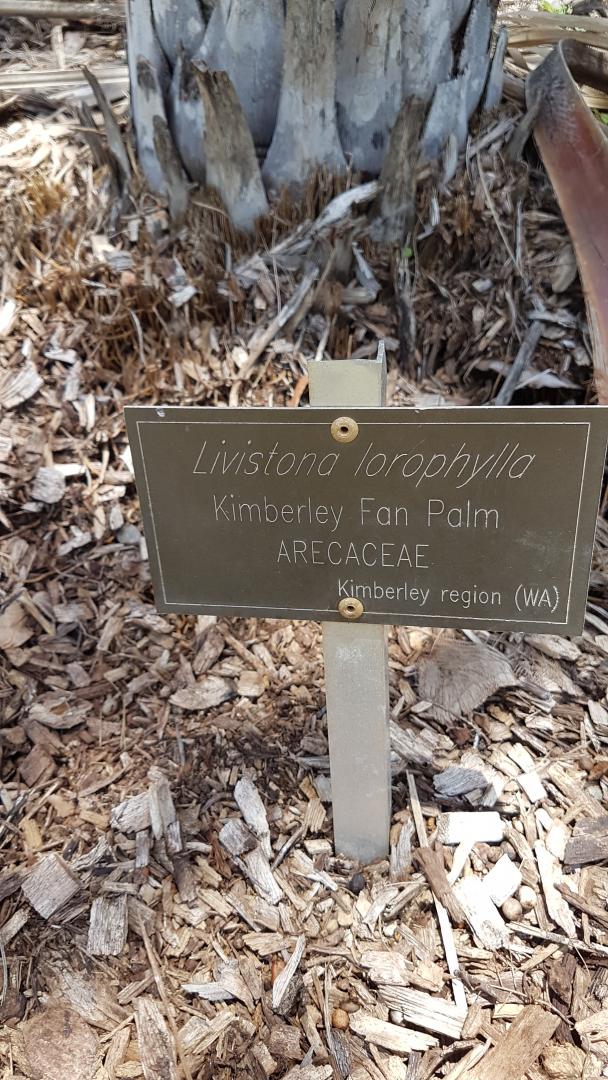 Livistona lorophylla
Kimberley Fan Palm
ARECACEAE
Kimberley region (WA)